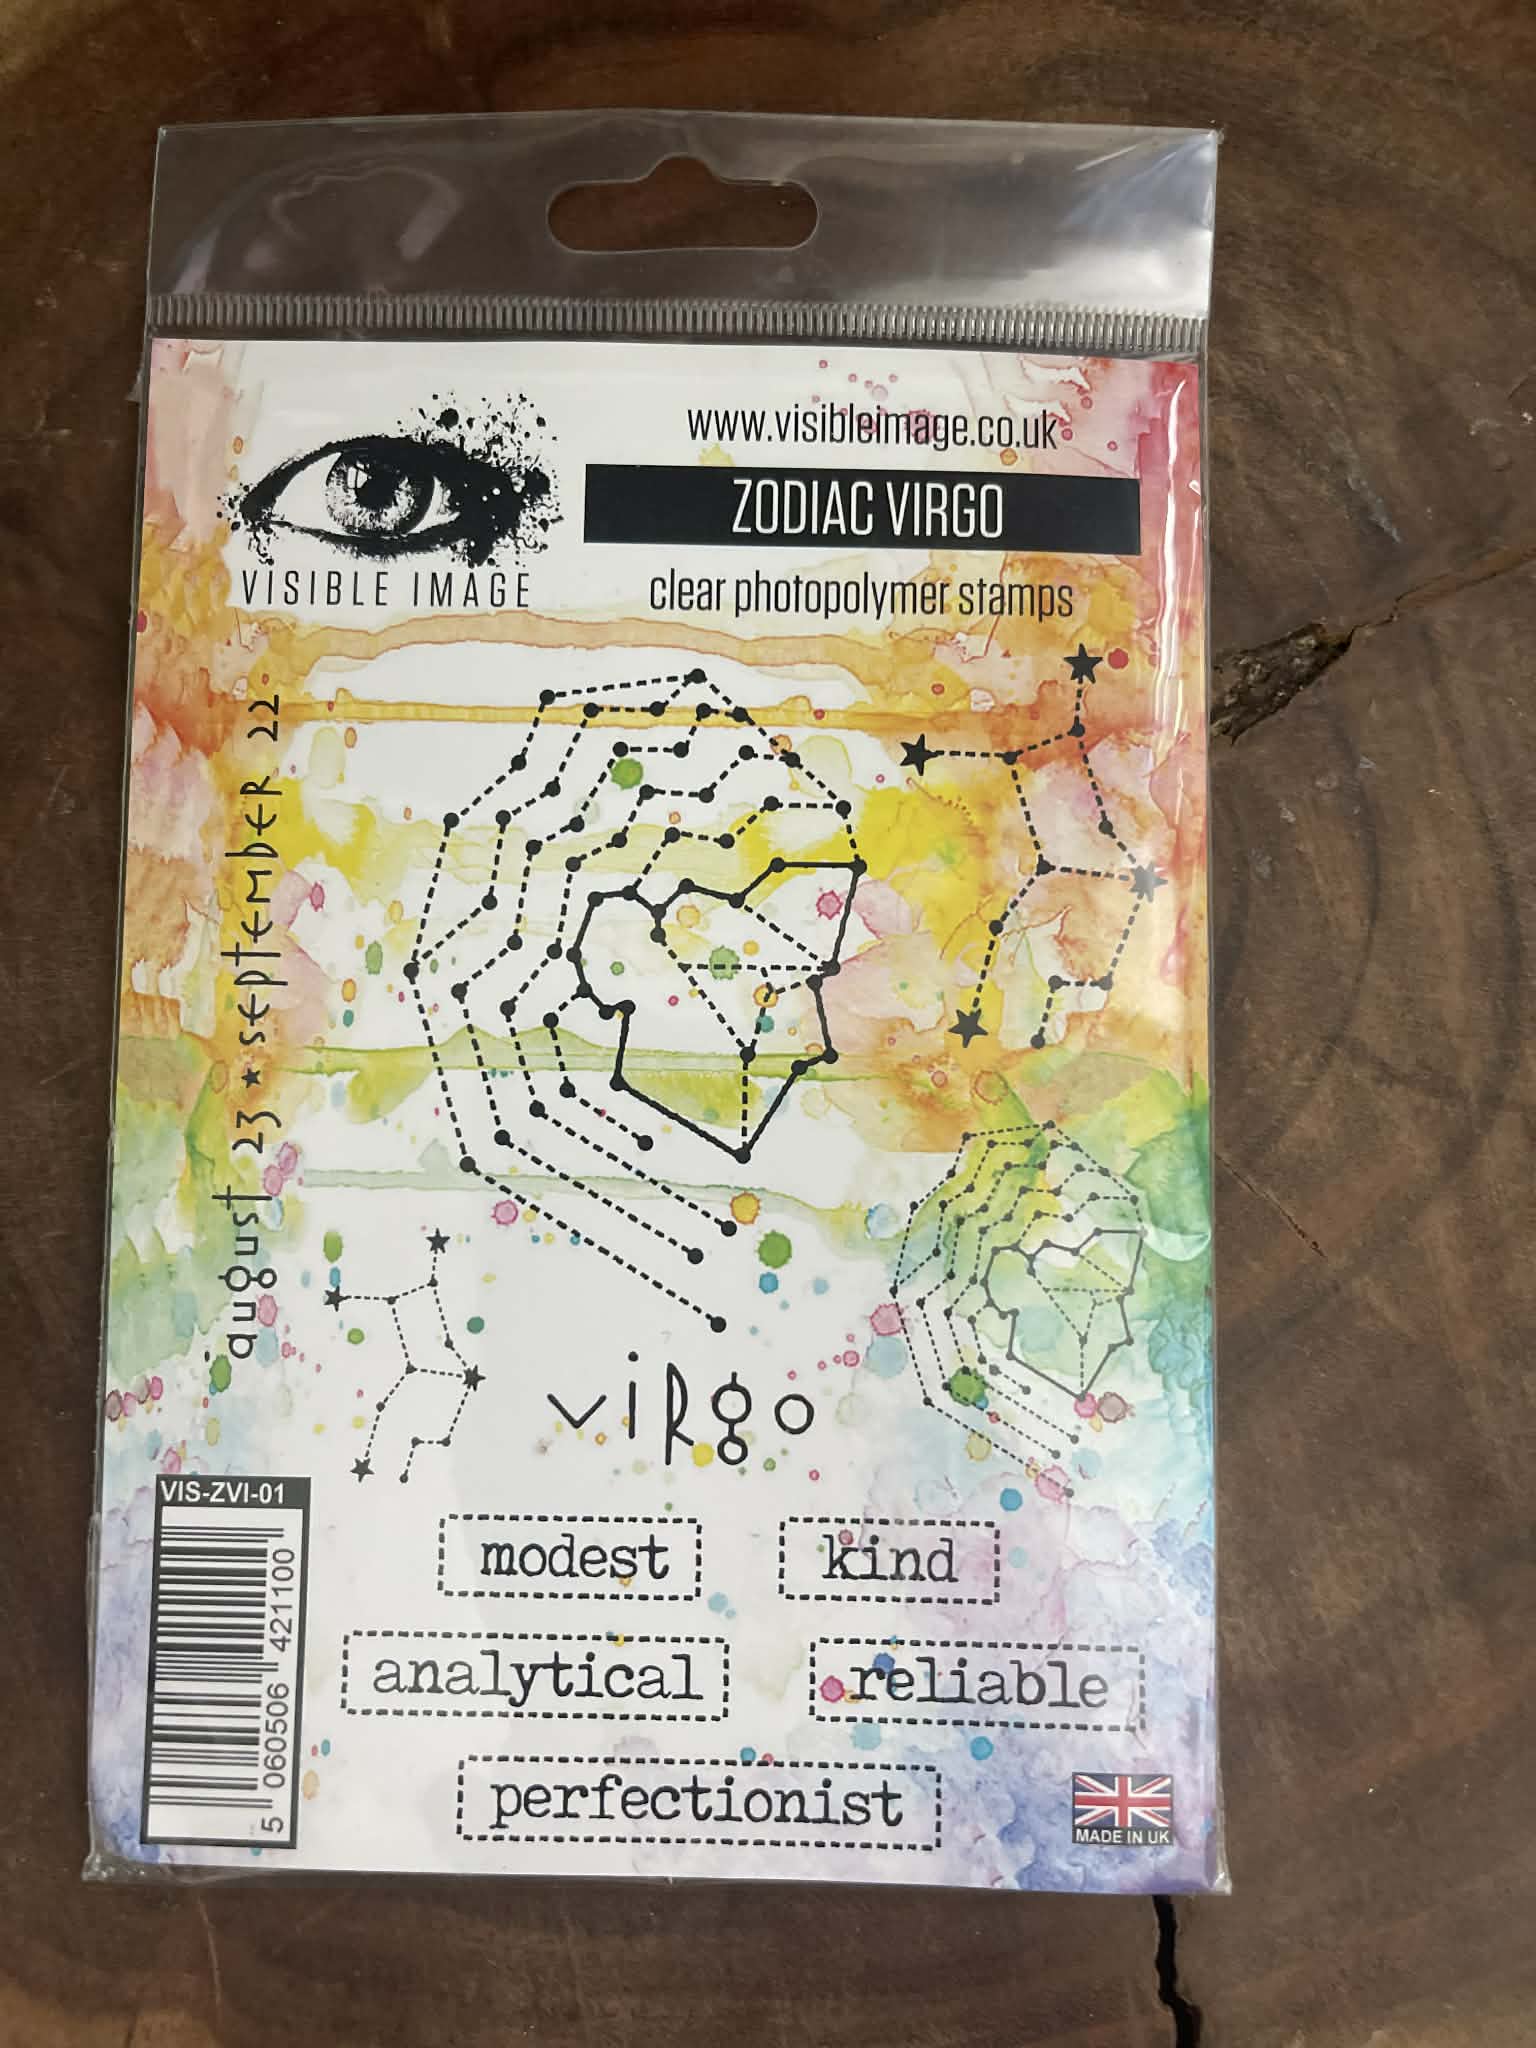 www.visibleimage.co.uk
ZODIAC VIRGO
VISIBLE IMAGE
clear photopolymer stamps
august 23 ★ september 22
virgo
VIS-ZVI-01
5 060506 421100
modest
kind
analytical
reliable
perfectionist
MADE IN UK